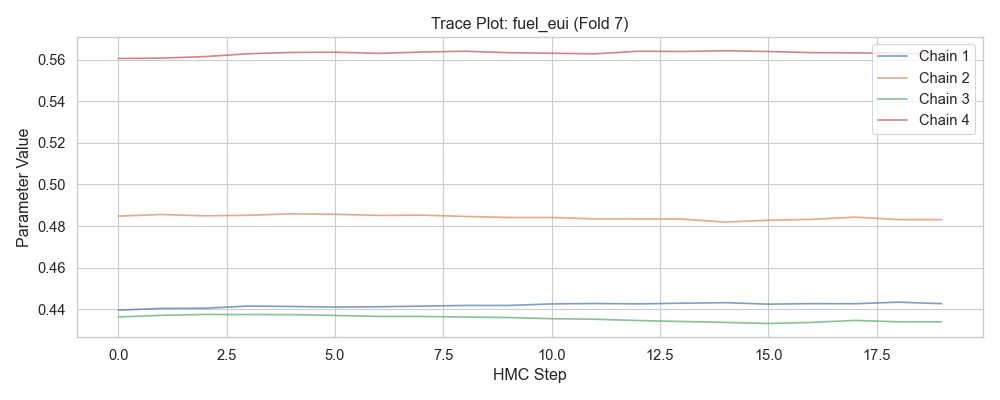 Trace Plot: fuel_eui (Fold 7)
Parameter Value
0.56
0.54
0.52
0.50
0.48
0.46
0.44
Chain 1
Chain 2
Chain 3
Chain 4
0.0 2.5 5.0 7.5 10.0 12.5 15.0 17.5
HMC Step